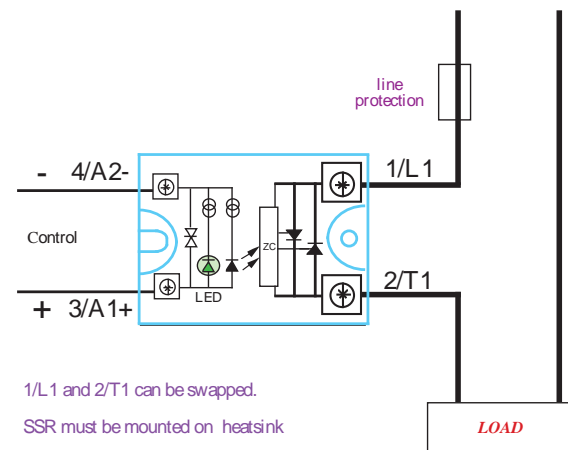 line
protection
1/L1
- 4/A2-
Control
ZC
LED
+ 3/A1+
2/T1
1/L1 and 2/T1 can be swapped.
SSR must be mounted on heatsink
LOAD